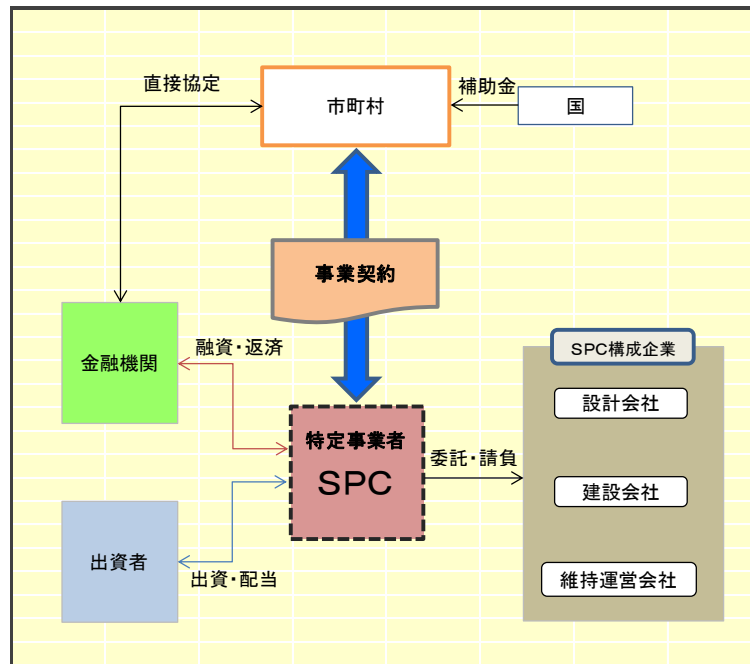 直接協定
市町村
補助金
国
事業契約
金融機関
融資・返済
SPC構成企業
設計会社
特定事業者
SPC
委託・請負
建設会社
出資者
出資・配当
維持運営会社